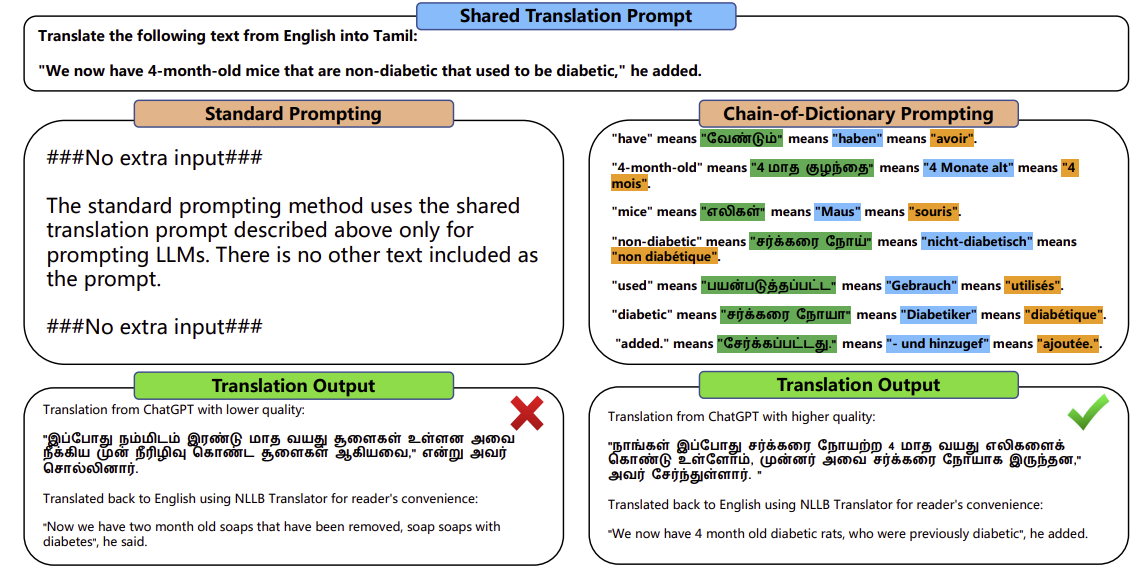 Shared Translation Prompt
Translate the following text from English into Tamil:
"We now have 4-month-old mice that are non-diabetic that used to be diabetic," he added.
Standard Prompting
###No extra input###
The standard prompting method uses the shared
translation prompt described above only for
prompting LLMs. There is no other text included as
the prompt.
###No extra input###
Chain-of-Dictionary Prompting
"have" means "வேண்டும்" means "haben" means "avoir".
"4-month-old" means "4 மாத குழந்தை" means "4 Monate alt" means "4
mois".
"mice" means "எலிகள்" means "Maus" means "souris".
"non-diabetic" means "சர்க்கரை நோய்" means "nicht-diabetisch" means
"non diabétique".
"used" means "பயன்படுத்தப்பட்ட" means "Gebrauch" means "utilisés".
"diabetic" means "சர்க்கரை நோயா" means "Diabetiker" means "diabétique".
"added." means "சேர்க்கப்பட்டது." means "- und hinzugef" means "ajoutée.".
Translation Output
Translation from ChatGPT with lower quality:
"இப்போது நம்மிடம் இரண்டு மாத வயது சூளைகள் உள்ளன அவை
நீக்கிய முன் நீரிழிவு கொண்ட சூளைகள் ஆகியவை," என்று அவர்
சொல்லினார்.
Translated back to English using NLLB Translator for reader's convenience:
"Now we have two month old soaps that have been removed, soap soaps with
diabetes", he said.
Translation Output
Translation from ChatGPT with higher quality:
"நாங்கள் இப்போது சர்க்கரை நோயற்ற 4 மாத வயது எலிகளைக்
கொண்டு உள்ளோம், முன்னர் அவை சர்க்கரை நோயாக இருந்தன,"
அவர் சேர்ந்துள்ளார். "
Translated back to English using NLLB Translator for reader's convenience:
"We now have 4 month old diabetic rats, who were previously diabetic", he added.